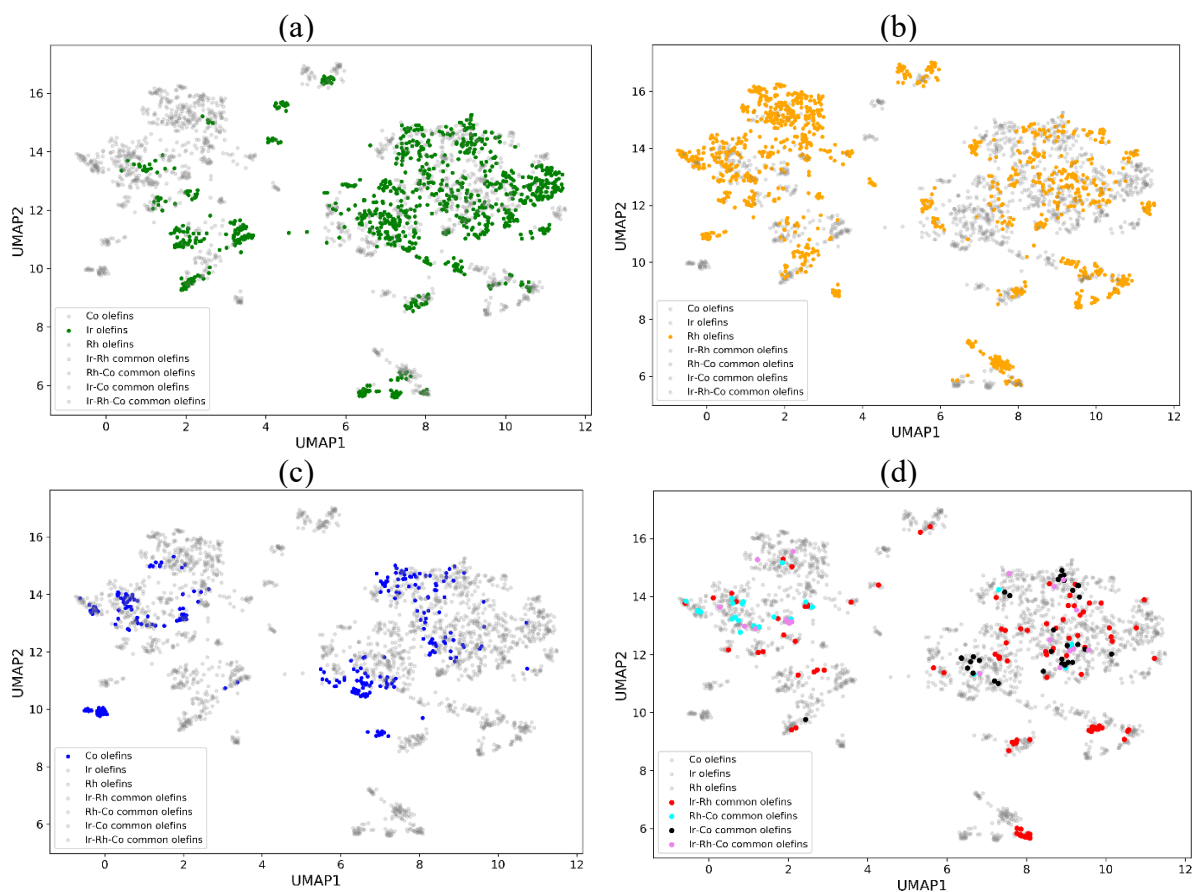 (a)
UMAP2
16
14
12
10
8
6
Co olefins
Ir olefins
Rh olefins
Ir-Rh common olefins
Rh-Co common olefins
Ir-Co common olefins
Ir-Rh-Co common olefins
0 2 4 6 8 10 12
UMAP1
(b)
UMAP2
16
14
12
10
8
6
Co olefins
Ir olefins
Rh olefins
Ir-Rh common olefins
Rh-Co common olefins
Ir-Co common olefins
Ir-Rh-Co common olefins
0 2 4 6 8 10 12
UMAP1
(c)
UMAP2
16
14
12
10
8
6
Co olefins
Ir olefins
Rh olefins
Ir-Rh common olefins
Rh-Co common olefins
Ir-Co common olefins
Ir-Rh-Co common olefins
0 2 4 6 8 10 12
UMAP1
(d)
UMAP2
16
14
12
10
8
6
Co olefins
Ir olefins
Rh olefins
Ir-Rh common olefins
Rh-Co common olefins
Ir-Co common olefins
Ir-Rh-Co common olefins
0 2 4 6 8 10 12
UMAP1